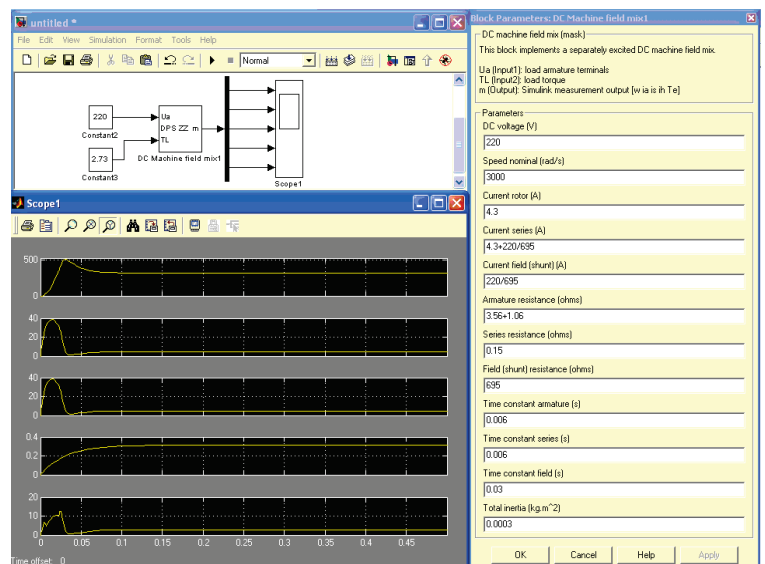 untitled *
File Edit View Simulation Format Tools Help
Normal
220
Constant2
2.73
Constant3
Ua
DPS ZZ m
TL
DC Machine field mix1
Scope1
Scope1
500
0
40
20
0
40
20
0
0.4
0.2
0
20
10
0
0 0.05 0.1 0.15 0.2 0.25 0.3 0.35 0.4 0.45
Time offset: 0
Block Parameters: DC Machine field mix1
DC machine field mix (mask)
This block implements a separately excited DC machine field mix.
Ua (Input1): load armature terminals
TL (Input2): load torque
m (Output): Simulink measurement output [w ia is ih Te]
Parameters
DC voltage (V)
220
Speed nominal (rad/s)
3000
Current rotor (A)
4.3
Current series (A)
4.3+220/695
Current field (shunt) (A)
220/695
Armature resistance (ohms)
3.56+1.06
Series resistance (ohms)
0.15
Field (shunt) resistance (ohms)
695
Time constant armature (s)
0.006
Time constant series (s)
0.006
Time constant field (s)
0.03
Total inertia (kg.m^2)
0.0003
OK Cancel Help Apply